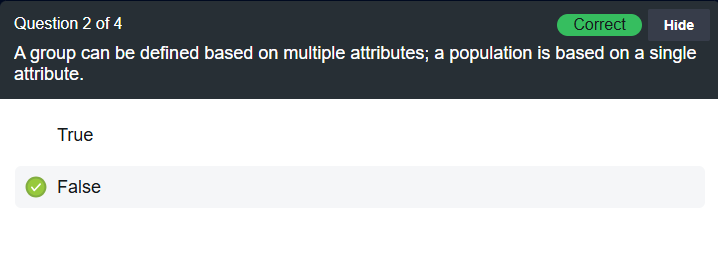 Question 2 of 4
Correct
Hide
A group can be defined based on multiple attributes; a population is based on a single
attribute.
True
False